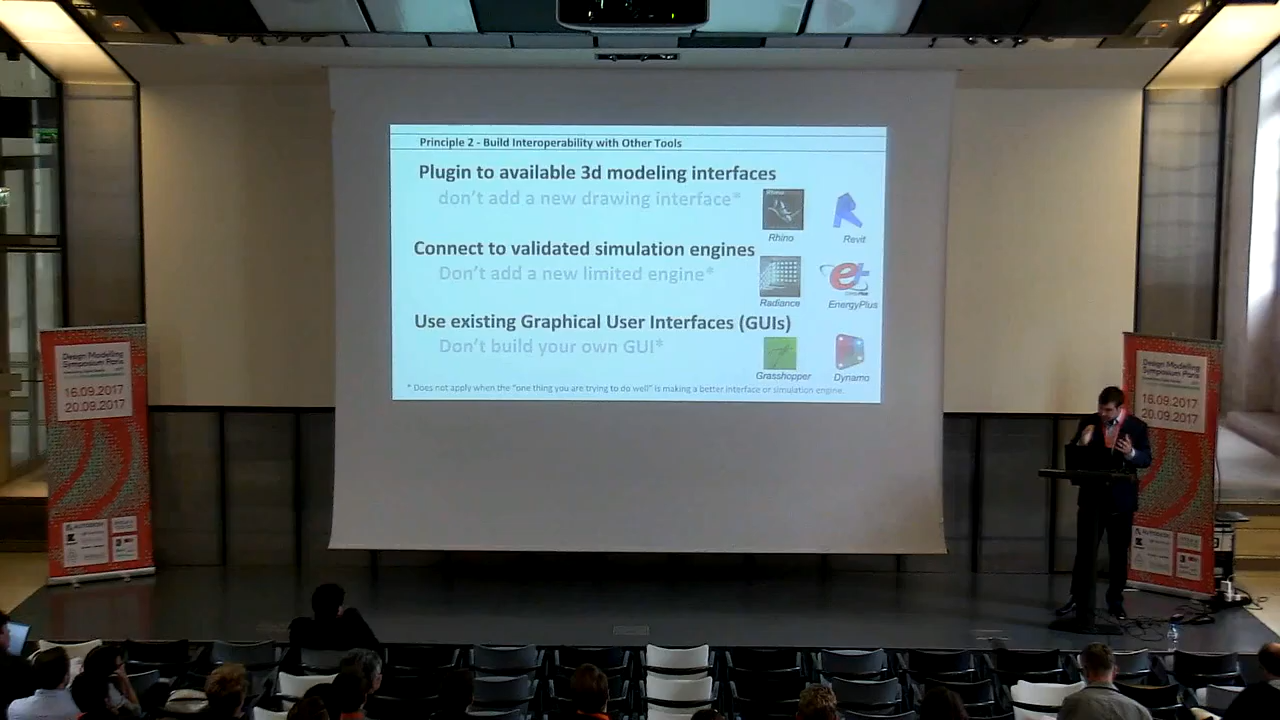 Principle 2 - Build Interoperability with Other Tools
Plugin to available 3d modeling interfaces
don't add a new drawing interface*
Rhino
Revit
Connect to validated simulation engines
Don't add a new limited engine*
Radiance
EnergyPlus
Use existing Graphical User Interfaces (GUIs)
Don't build your own GUI*
Grasshopper
Dynamo
* Does not apply when the "one thing you are trying to do well" is making a better interface or simulation engine.
Design Modelling
Symposium Paris
16.09.2017
20.09.2017
AUTODESK
Design Modelling
Symposium Paris
16.09.2017
20.09.2017